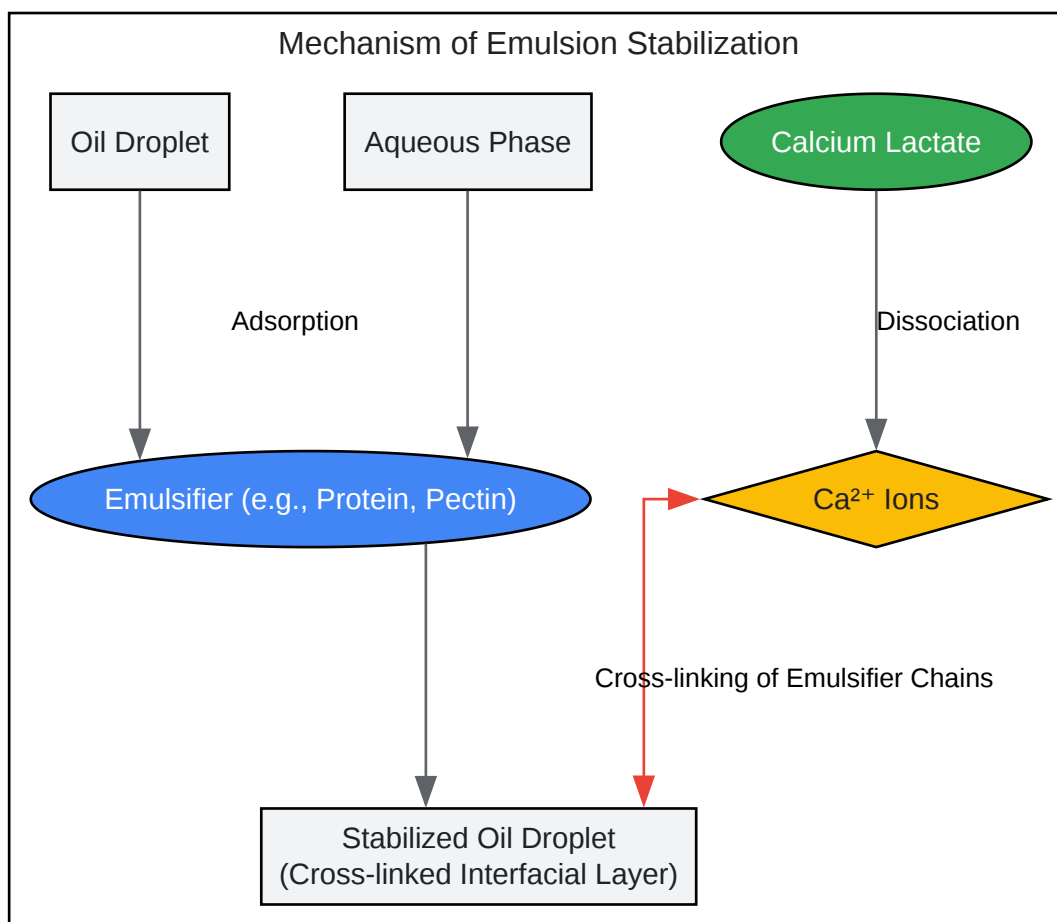 Mechanism of Emulsion Stabilization
Oil Droplet
Aqueous Phase
Calcium Lactate
Adsorption
Dissociation
Emulsifier (e.g., Protein, Pectin)
Ca²⁺ Ions
Cross-linking of Emulsifier Chains
Stabilized Oil Droplet
(Cross-linked Interfacial Layer)